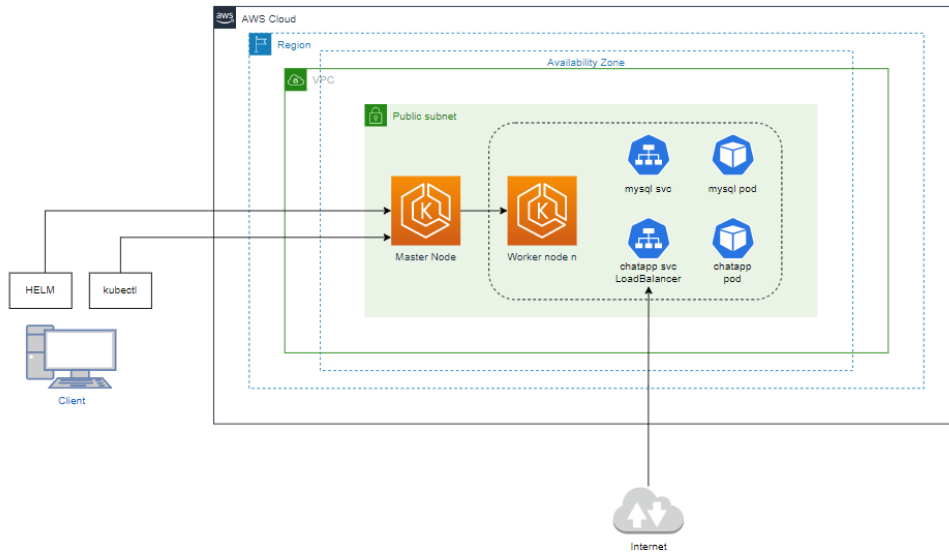 aws
AWS Cloud
Region
Availability Zone
VPC
Public subnet
mysql svc
mysql pod
Master Node
Worker node n
chatapp svc
LoadBalancer
chatapp
pod
HELM
kubectl
Client
Internet